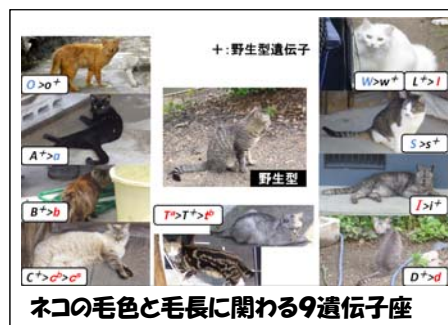 ＋：野生型遺伝子
O>o⁺
W>w⁺
L⁺>l
A⁺>a
S>s⁺
野生型
B⁺>b
Tᵃ>T⁺>tᵇ
I>i⁺
C⁺>cᵇ>cˢ
D⁺>d
ネコの毛色と毛長に関わる9遺伝子座